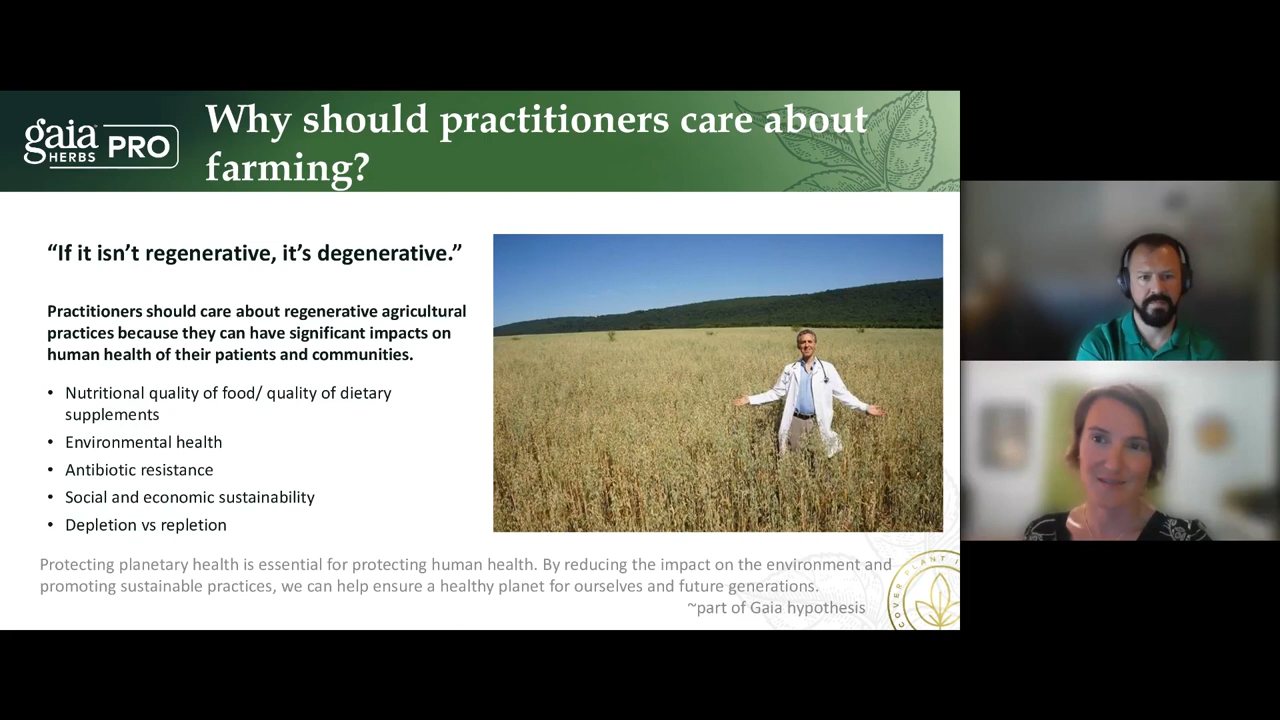 gaia HERBS PRO
Why should practitioners care about
farming?
“If it isn’t regenerative, it’s degenerative.”
Practitioners should care about regenerative agricultural
practices because they can have significant impacts on
human health of their patients and communities.
• Nutritional quality of food/ quality of dietary
supplements
• Environmental health
• Antibiotic resistance
• Social and economic sustainability
• Depletion vs repletion
Protecting planetary health is essential for protecting human health. By reducing the impact on the environment and
promoting sustainable practices, we can help ensure a healthy planet for ourselves and future generations.
~part of Gaia hypothesis
PLANT